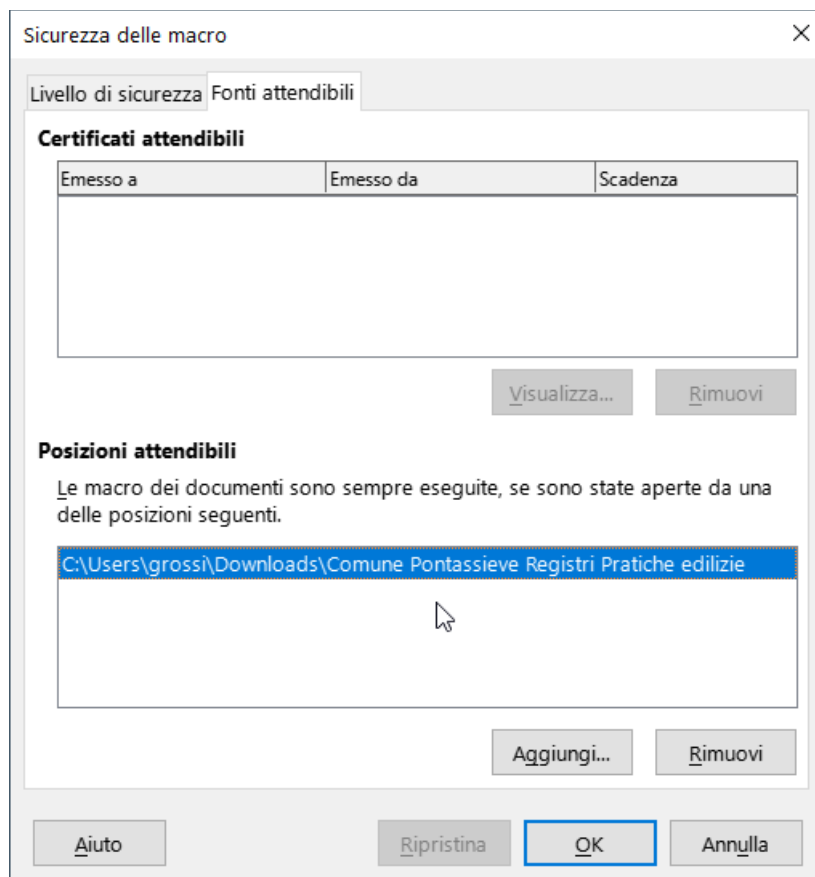 Sicurezza delle macro
Livello di sicurezza Fonti attendibili
Certificati attendibili
Emesso a Emesso da Scadenza
Visualizza... Rimuovi
Posizioni attendibili
Le macro dei documenti sono sempre eseguite, se sono state aperte da una
delle posizioni seguenti.
C:\Users\grossi\Downloads\Comune Pontassieve Registri Pratiche edilizie
Aggiungi... Rimuovi
Aiuto Ripristina OK Annulla